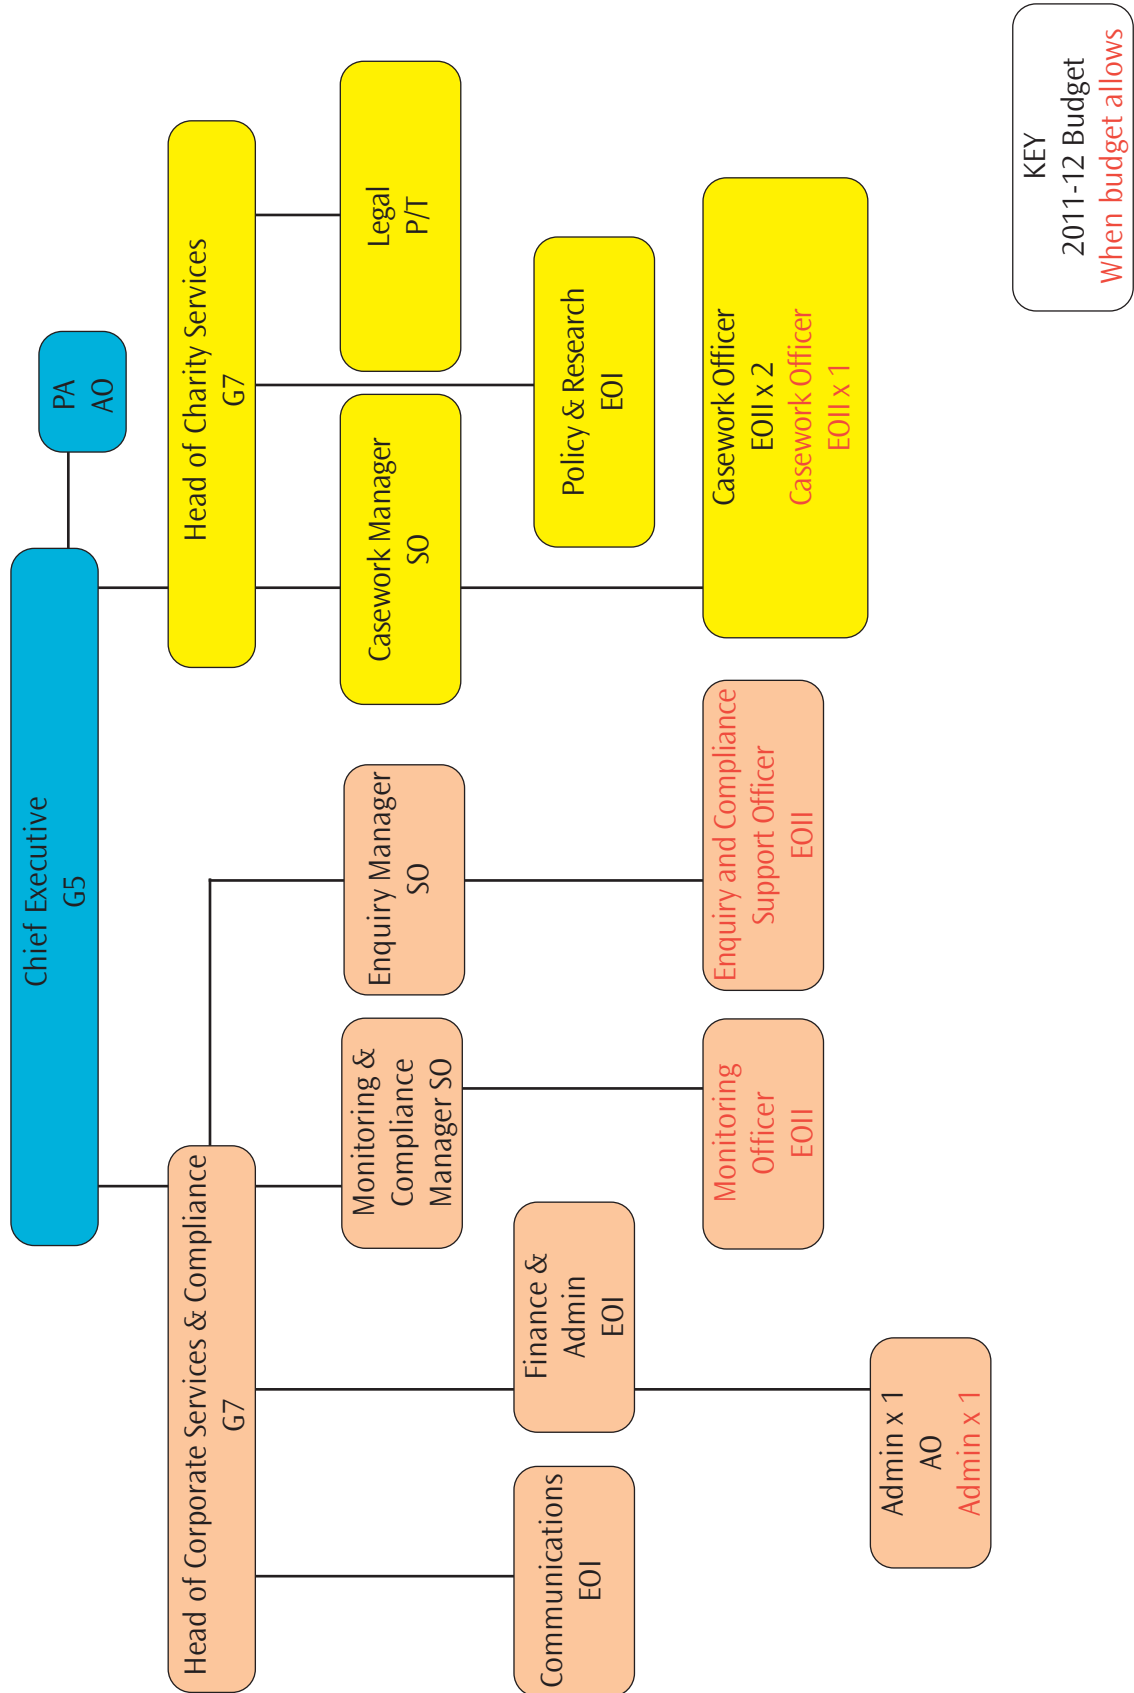 Chief Executive
G5
PA
AO
Head of Corporate Services & Compliance
G7
Head of Charity Services
G7
Communications
EOI
Finance &
Admin
EOI
Monitoring &
Compliance
Manager SO
Enquiry Manager
SO
Casework Manager
SO
Legal
P/T
Policy & Research
EOI
Admin x 1
AO
Admin x 1
Monitoring
Officer
EOII
Enquiry and Compliance
Support Officer
EOII
Casework Officer
EOII x 2
Casework Officer
EOII x 1
KEY
2011-12 Budget
When budget allows